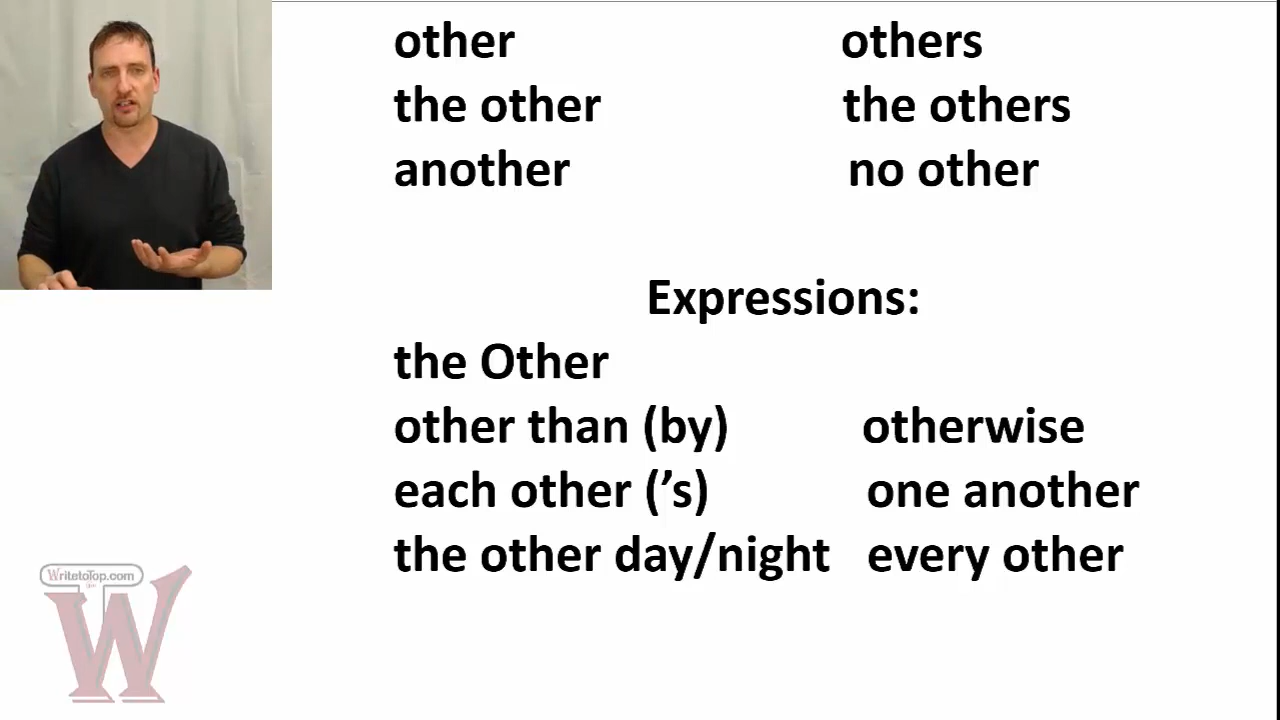 other others
the other the others
another no other
Expressions:
the Other
other than (by) otherwise
each other (’s) one another
the other day/night every other
WritetoTop.com
W